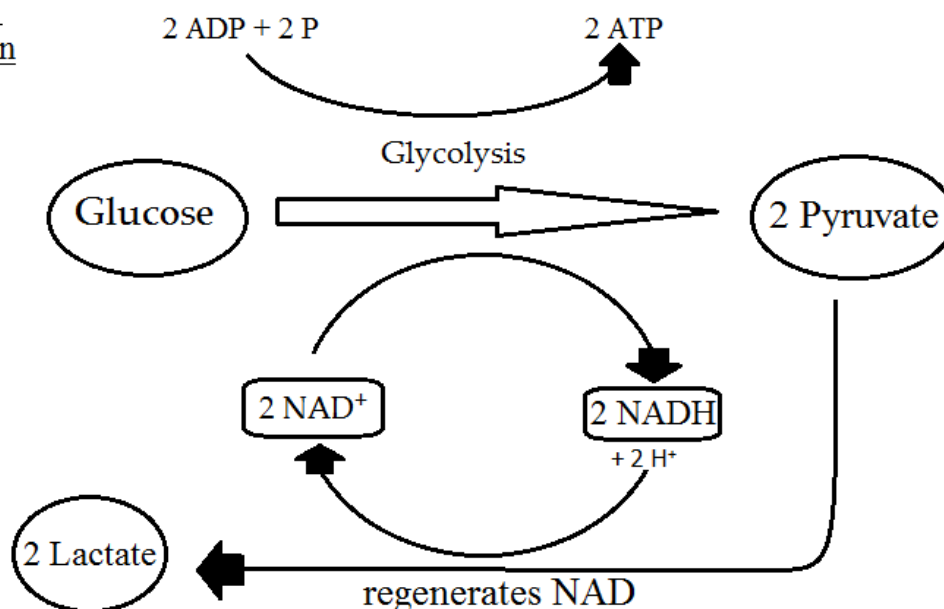 n
2 ADP + 2 P
2 ATP
Glycolysis
Glucose
2 Pyruvate
2 NAD⁺
2 NADH
+ 2 H⁺
2 Lactate
regenerates NAD